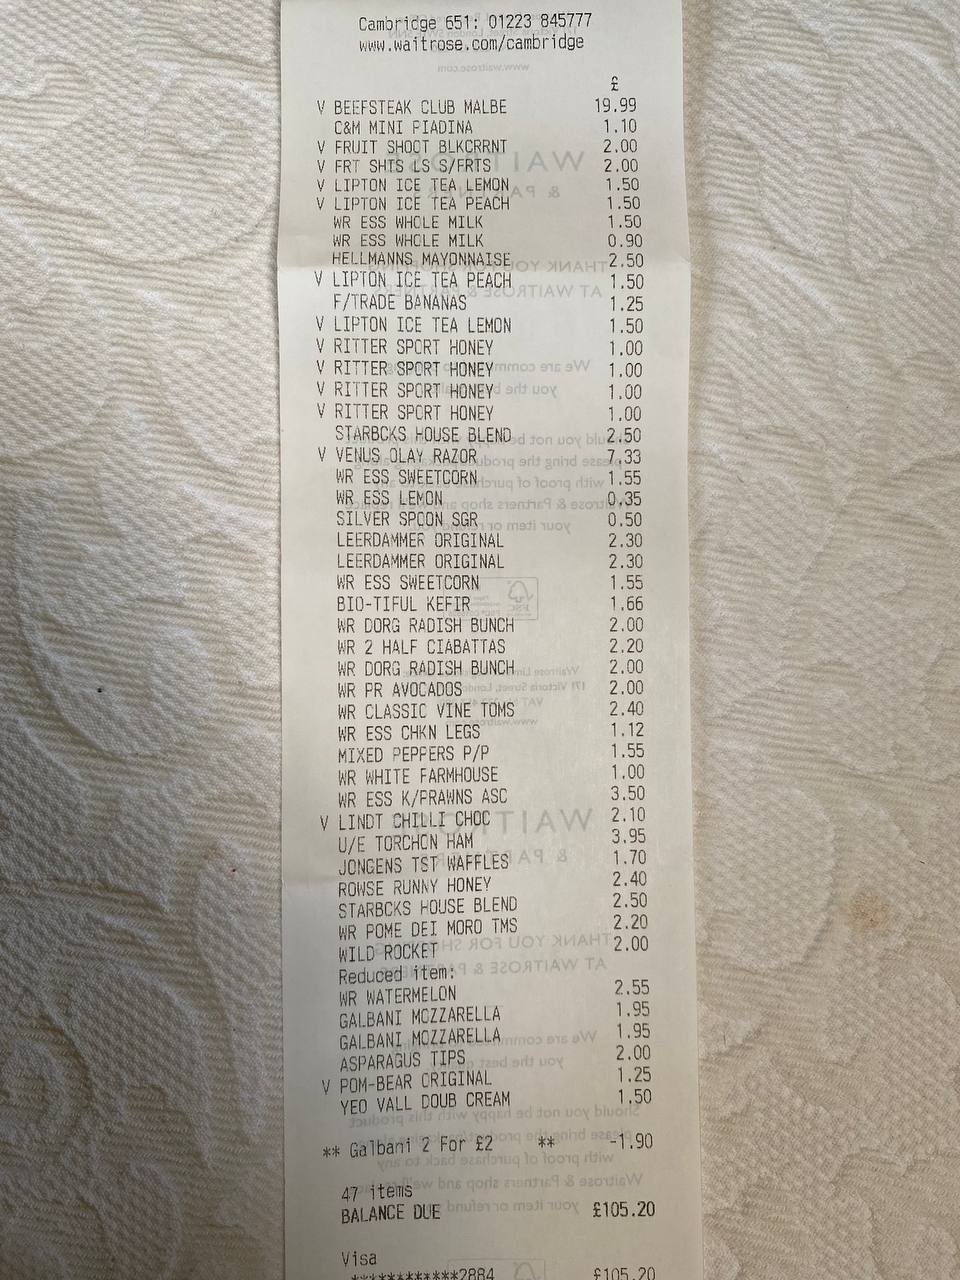 Cambridge 651: 01223 845777
www.waitrose.com/cambridge
£
V BEEFSTEAK CLUB MALBE 19.99
C&M MINI PIADINA 1.10
V FRUIT SHOOT BLKCRRNT 2.00
V FRT SHTS LS S/FRTS 2.00
V LIPTON ICE TEA LEMON 1.50
V LIPTON ICE TEA PEACH 1.50
WR ESS WHOLE MILK 1.50
WR ESS WHOLE MILK 0.90
HELLMANNS MAYONNAISE 2.50
V LIPTON ICE TEA PEACH 1.50
F/TRADE BANANAS 1.25
V LIPTON ICE TEA LEMON 1.50
V RITTER SPORT HONEY 1.00
V RITTER SPORT HONEY 1.00
V RITTER SPORT HONEY 1.00
V RITTER SPORT HONEY 1.00
STARBCKS HOUSE BLEND 2.50
V VENUS OLAY RAZOR 7.33
WR ESS SWEETCORN 1.55
WR ESS LEMON 0.35
SILVER SPOON SGR 0.50
LEERDAMMER ORIGINAL 2.30
LEERDAMMER ORIGINAL 2.30
WR ESS SWEETCORN 1.55
BIO-TIFUL KEFIR 1.66
WR DORG RADISH BUNCH 2.00
WR 2 HALF CIABATTAS 2.20
WR DORG RADISH BUNCH 2.00
WR PR AVOCADOS 2.00
WR CLASSIC VINE TOMS 2.40
WR ESS CHKN LEGS 1.12
MIXED PEPPERS P/P 1.55
WR WHITE FARMHOUSE 1.00
WR ESS K/PRAWNS ASC 3.50
V LINDT CHILLI CHOC 2.10
U/E TORCHON HAM 3.95
JONGENS TST WAFFLES 1.70
ROWSE RUNNY HONEY 2.40
STARBCKS HOUSE BLEND 2.50
WR POME DEI MORO TMS 2.20
WILD ROCKET 2.00
Reduced item:
WR WATERMELON 2.55
GALBANI MOZZARELLA 1.95
GALBANI MOZZARELLA 1.95
ASPARAGUS TIPS 2.00
V POM-BEAR ORIGINAL 1.25
YEO VALL DOUB CREAM 1.50
** Galbani 2 For £2 ** -1.90
47 items
BALANCE DUE £105.20
Visa
************2884 £105.20